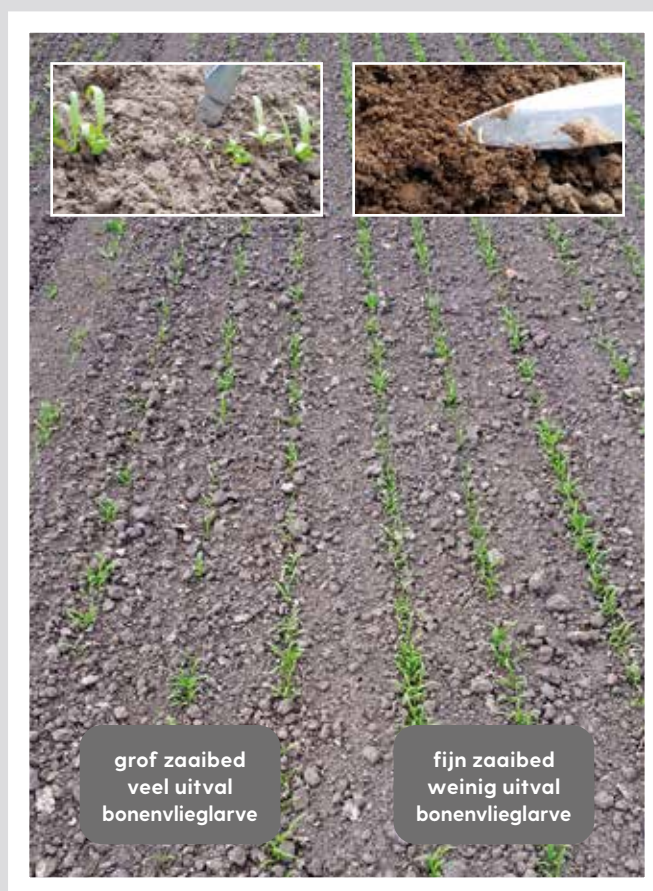 grof zaaibed
veel uitval
bonenvlieglarve
fijn zaaibed
weinig uitval
bonenvlieglarve